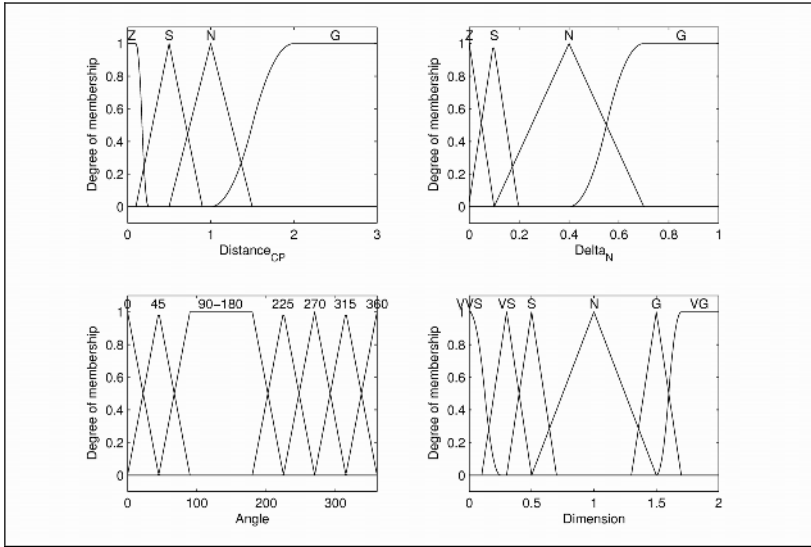 Z S N G
1
0.8
0.6
0.4
0.2
0
Degree of membership
0 1 2 3
Distance_CP
Z S N G
1
0.8
0.6
0.4
0.2
0
Degree of membership
0 0.2 0.4 0.6 0.8 1
Delta_N
0 45 90-180 225 270 315 360
1
0.8
0.6
0.4
0.2
0
Degree of membership
0 100 200 300
Angle
VVS VS S N G VG
1
0.8
0.6
0.4
0.2
0
Degree of membership
0 0.5 1 1.5 2
Dimension